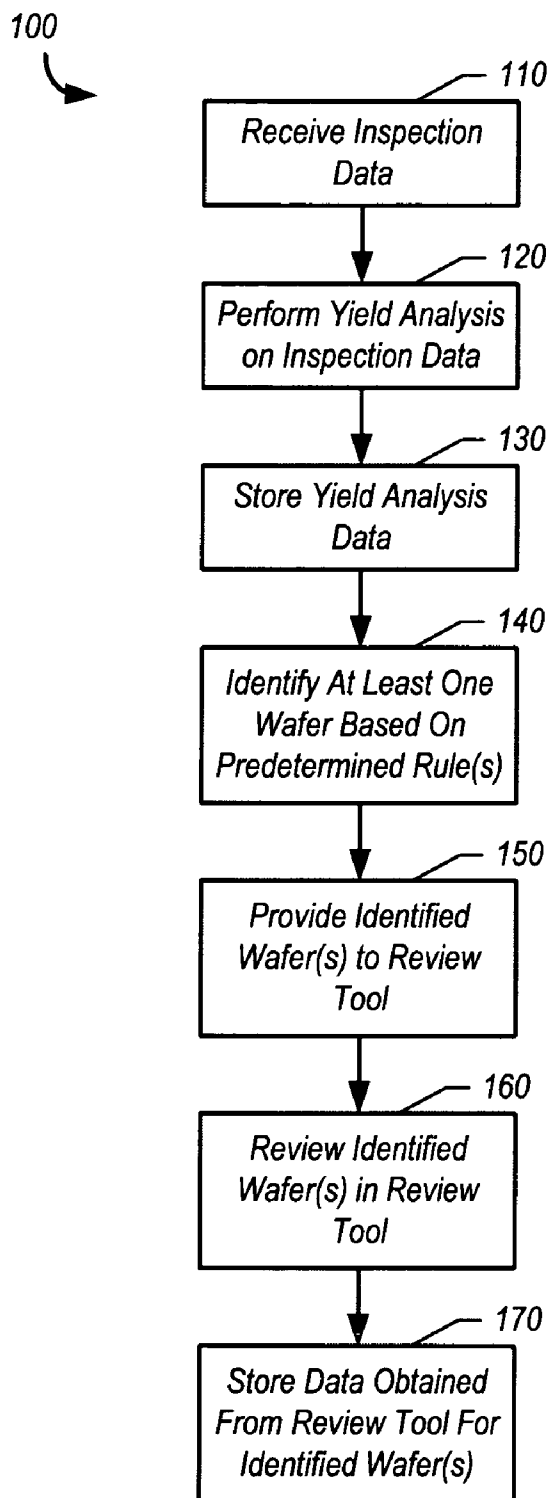 100
110
Receive Inspection
Data
120
Perform Yield Analysis
on Inspection Data
130
Store Yield Analysis
Data
140
Identify At Least One
Wafer Based On
Predetermined Rule(s)
150
Provide Identified
Wafer(s) to Review
Tool
160
Review Identified
Wafer(s) in Review
Tool
170
Store Data Obtained
From Review Tool For
Identified Wafer(s)